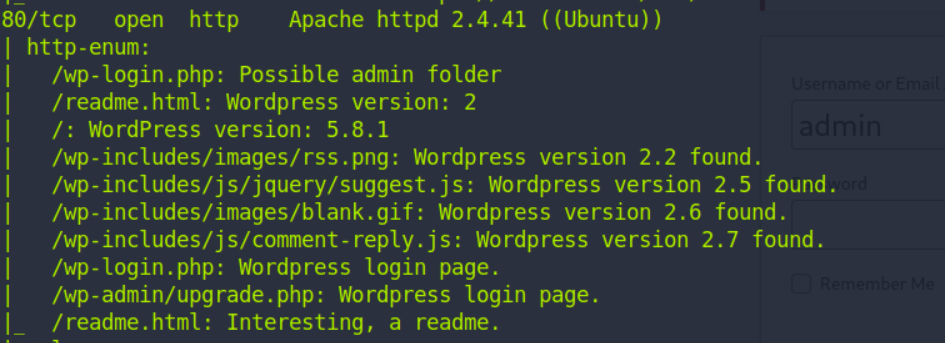 80/tcp   open  http    Apache httpd 2.4.41 ((Ubuntu))
| http-enum:
|   /wp-login.php: Possible admin folder
|   /readme.html: Wordpress version: 2
|   /: WordPress version: 5.8.1
|   /wp-includes/images/rss.png: Wordpress version 2.2 found.
|   /wp-includes/js/jquery/suggest.js: Wordpress version 2.5 found.
|   /wp-includes/images/blank.gif: Wordpress version 2.6 found.
|   /wp-includes/js/comment-reply.js: Wordpress version 2.7 found.
|   /wp-login.php: Wordpress login page.
|   /wp-admin/upgrade.php: Wordpress login page.
|_  /readme.html: Interesting, a readme.
Username or Email
admin
Remember Me